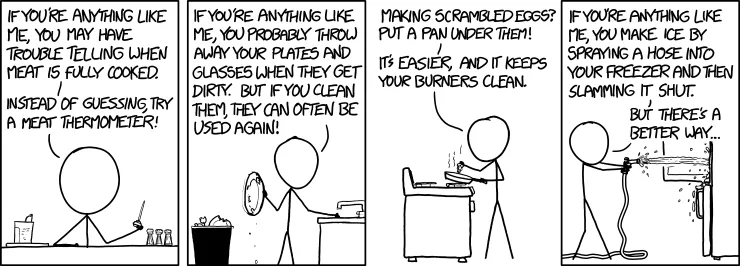 IF YOU'RE ANYTHING LIKE
ME, YOU MAY HAVE
TROUBLE TELLING WHEN
MEAT IS FULLY COOKED.
INSTEAD OF GUESSING, TRY
A MEAT THERMOMETER!
IF YOU'RE ANYTHING LIKE
ME, YOU PROBABLY THROW
AWAY YOUR PLATES AND
GLASSES WHEN THEY GET
DIRTY. BUT IF YOU CLEAN
THEM, THEY CAN OFTEN BE
USED AGAIN!
MAKING SCRAMBLED EGGS?
PUT A PAN UNDER THEM!
IT'S EASIER, AND IT KEEPS
YOUR BURNERS CLEAN.
IF YOU'RE ANYTHING LIKE
ME, YOU MAKE ICE BY
SPRAYING A HOSE INTO
YOUR FREEZER AND THEN
SLAMMING IT SHUT.
BUT THERE'S A
BETTER WAY...